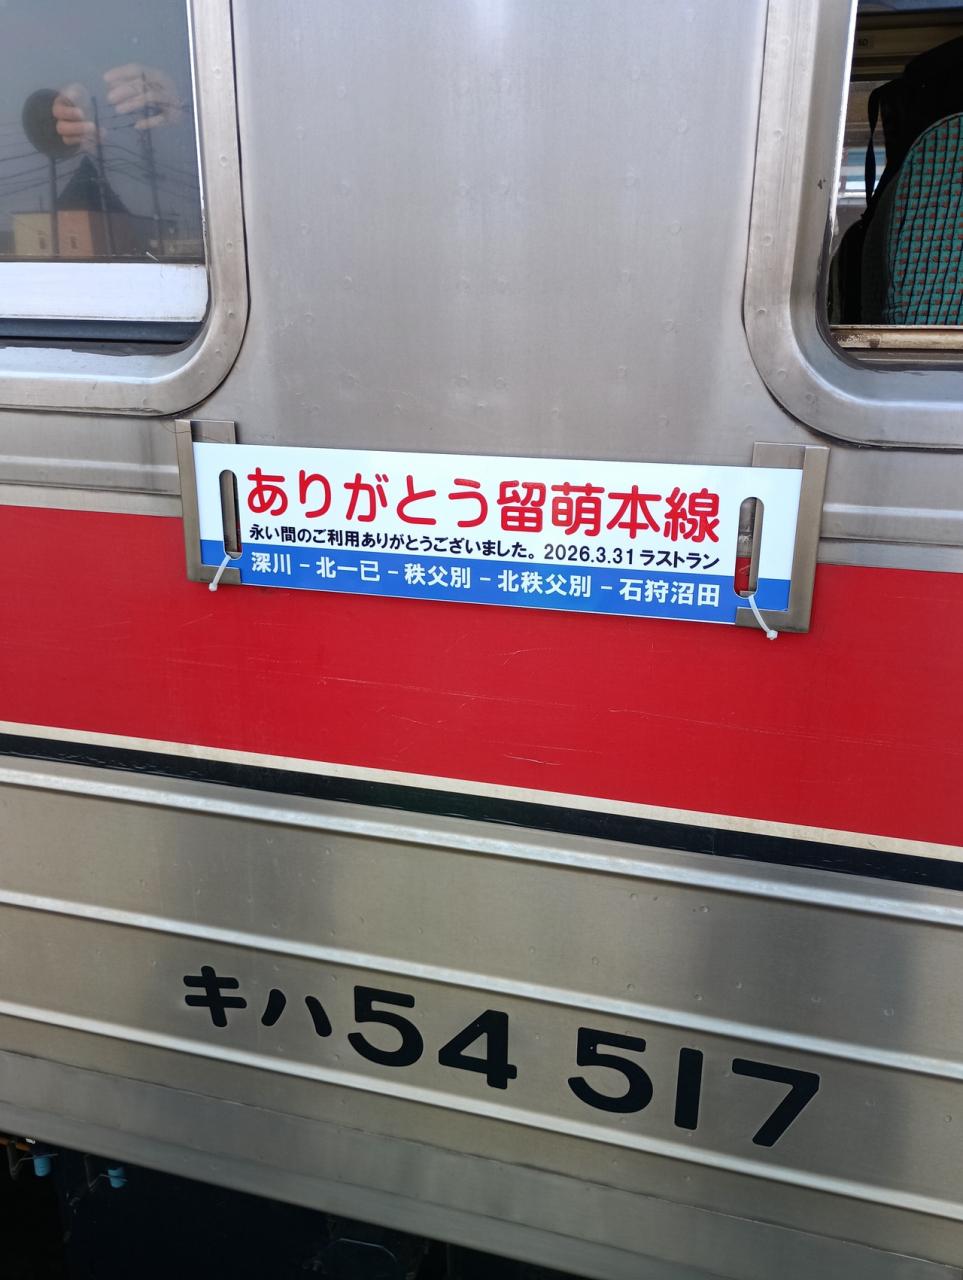 ありがとう留萌本線
永い間のご利用ありがとうございました。2026.3.31 ラストラン
深川 – 北一已 – 秩父別 – 北秩父別 – 石狩沼田
キハ54 517